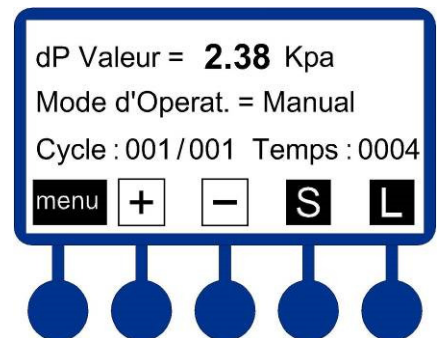 dP Valeur = 2.38 Kpa
Mode d'Operat. = Manual
Cycle : 001/001 Temps : 0004
menu + − S L